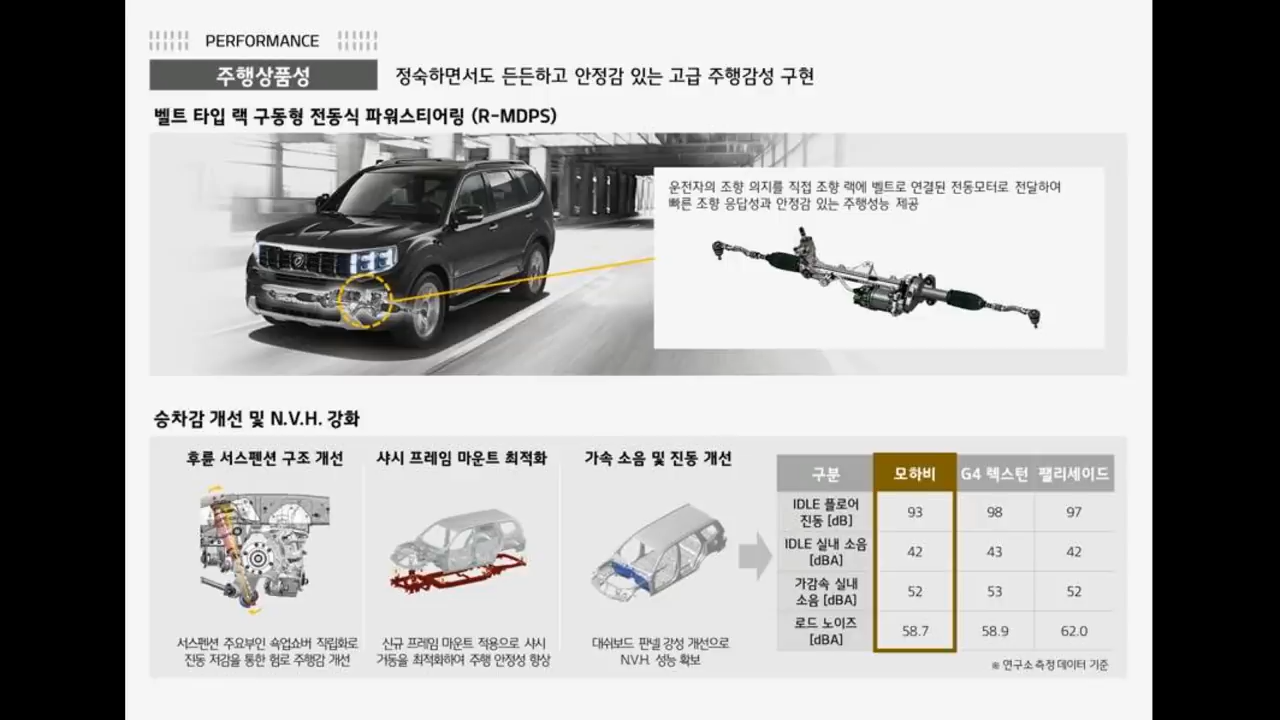 PERFORMANCE
주행상품성
정숙하면서도 든든하고 안정감 있는 고급 주행감성 구현
벨트 타입 랙 구동형 전동식 파워스티어링 (R-MDPS)
운전자의 조향 의지를 직접 조향 랙에 벨트로 연결된 전동모터로 전달하여
빠른 조향 응답성과 안정감 있는 주행성능 제공
승차감 개선 및 N.V.H. 강화
후륜 서스펜션 구조 개선
서스펜션 주요부인 쇽업쇼버 직립화로
진동 저감을 통한 험로 주행감 개선
샤시 프레임 마운트 최적화
신규 프레임 마운트 적용으로 샤시
거동을 최적화하여 주행 안정성 향상
가속 소음 및 진동 개선
대쉬보드 판넬 강성 개선으로
N.V.H. 성능 확보
구분 모하비 G4 렉스턴 팰리세이드
IDLE 플로어
진동 [dB] 93 98 97
IDLE 실내 소음
[dBA] 42 43 42
가감속 실내
소음 [dBA] 52 53 52
로드 노이즈
[dBA] 58.7 58.9 62.0
※ 연구소 측정 데이터 기준